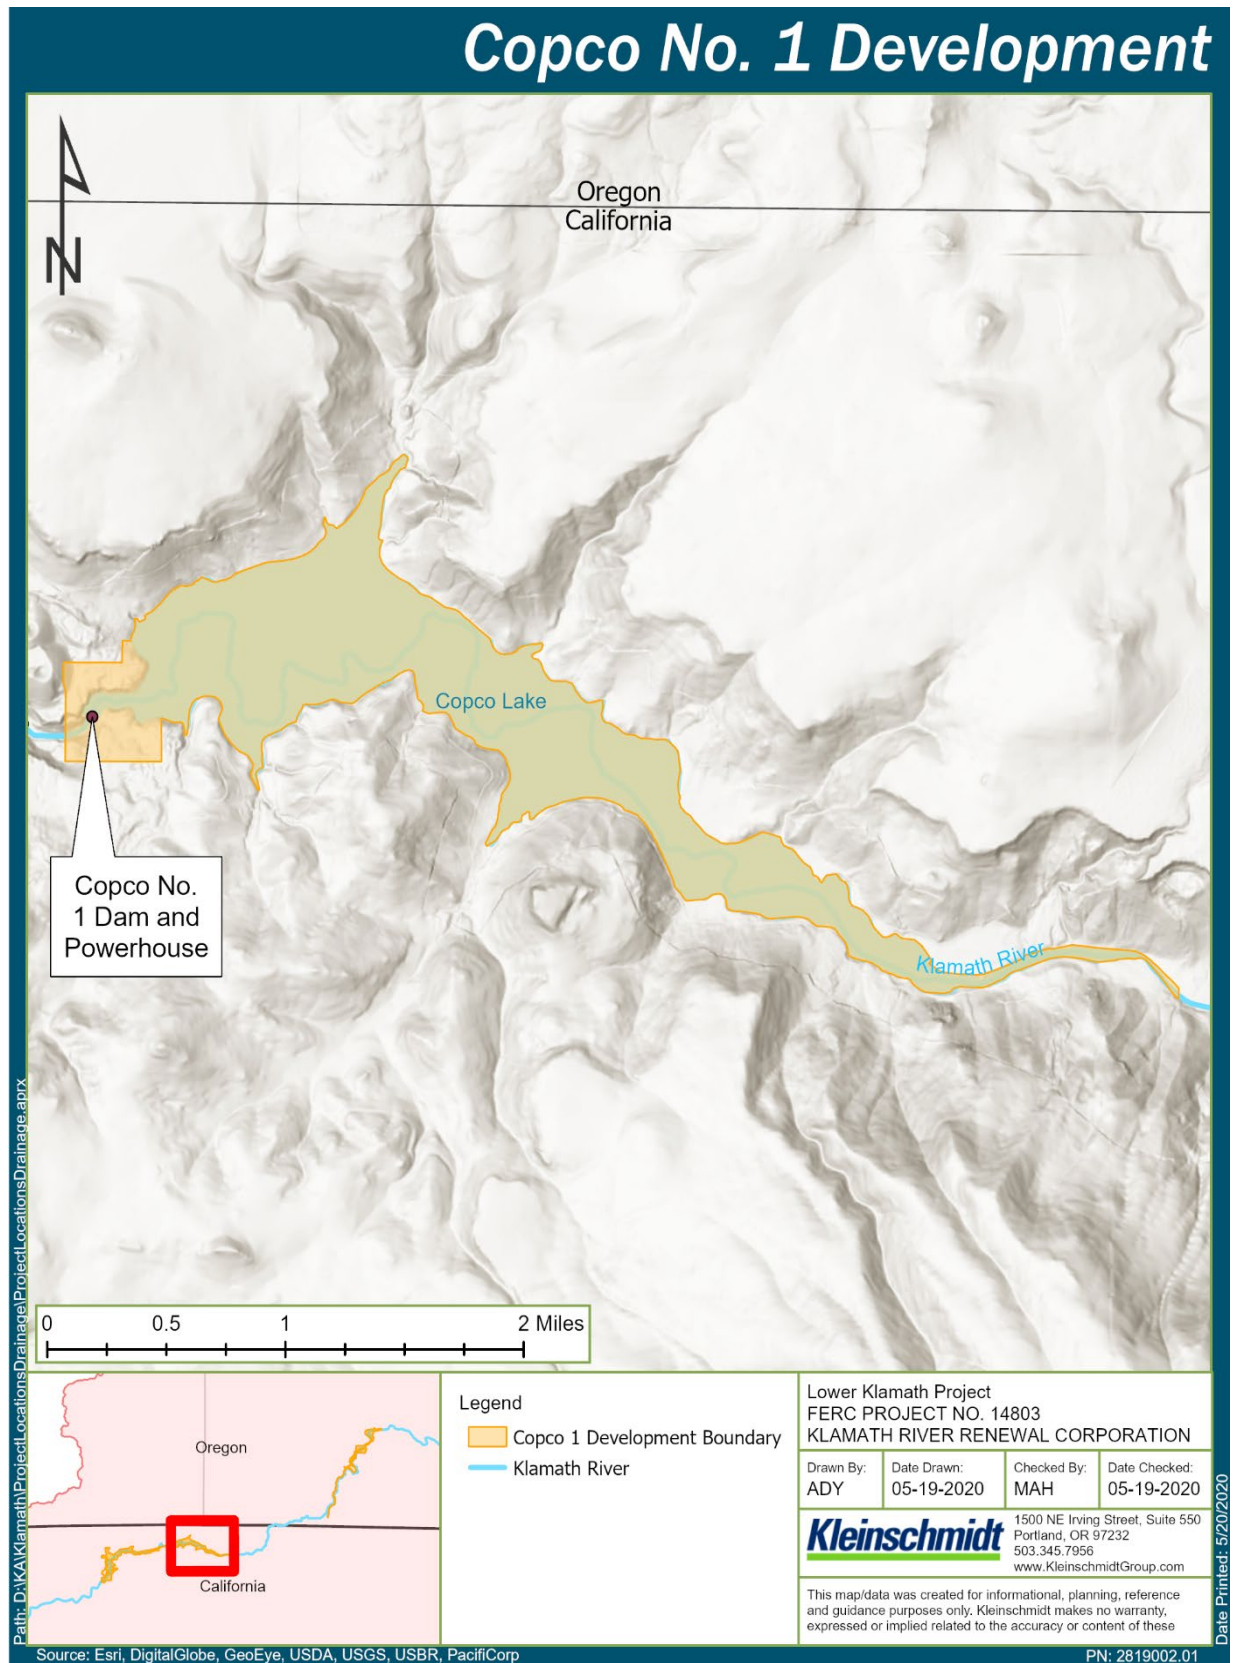 Copco No. 1 Development
Oregon
California
N
Copco Lake
Copco No.
1 Dam and
Powerhouse
Klamath River
0 0.5 1 2 Miles
Oregon
California
Legend
Copco 1 Development Boundary
Klamath River
Lower Klamath Project
FERC PROJECT NO. 14803
KLAMATH RIVER RENEWAL CORPORATION
Drawn By:
ADY
Date Drawn:
05-19-2020
Checked By:
MAH
Date Checked:
05-19-2020
Kleinschmidt
1500 NE Irving Street, Suite 550
Portland, OR 97232
503.345.7956
www.KleinschmidtGroup.com
This map/data was created for informational, planning, reference
and guidance purposes only. Kleinschmidt makes no warranty,
expressed or implied related to the accuracy or content of these
Path: D:\KA\Klamath\ProjectLocationsDrainage\ProjectLocationsDrainage.aprx
Date Printed: 5/20/2020
Source: Esri, DigitalGlobe, GeoEye, USDA, USGS, USBR, PacifiCorp
PN: 2819002.01